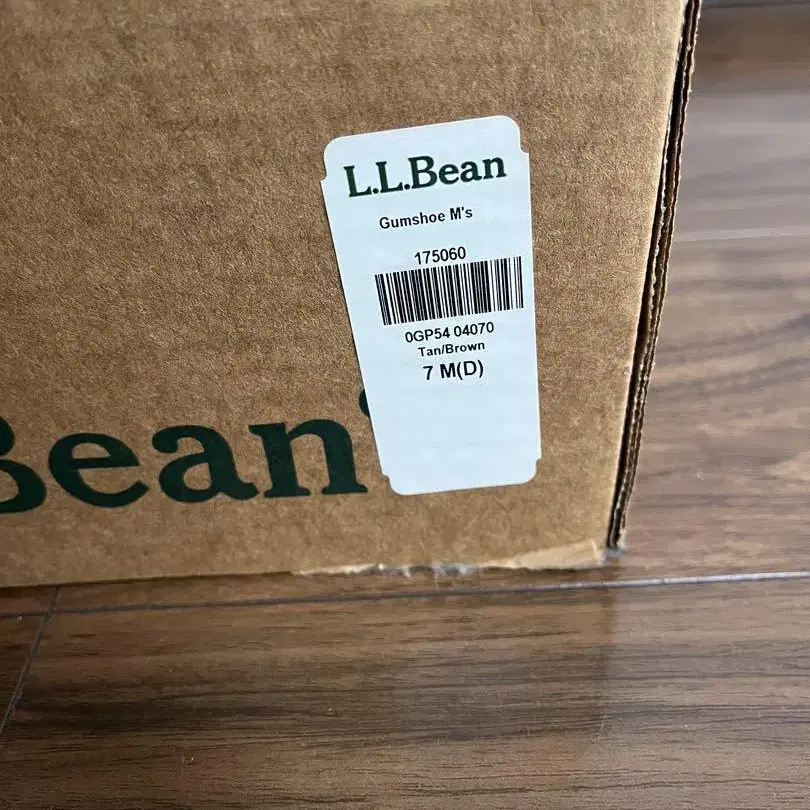 L.L.Bean
Gumshoe M's
175060
0GP54 04070
Tan/Brown
7 M(D)
Bean